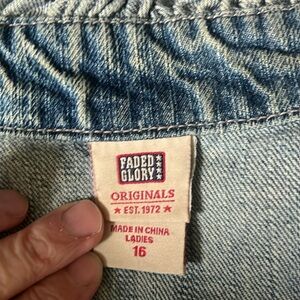 FADED
GLORY
ORIGINALS
★ EST. 1972 ★
MADE IN CHINA
LADIES
16